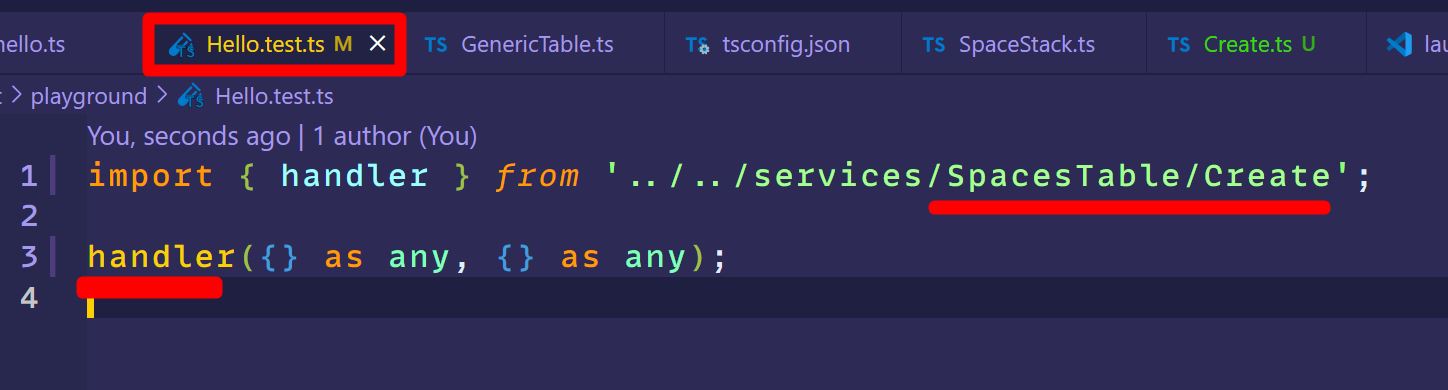 hello.ts Hello.test.ts M × TS GenericTable.ts TS tsconfig.json TS SpaceStack.ts TS Create.ts U lau
playground > Hello.test.ts
You, seconds ago | 1 author (You)
1 import { handler } from '../../services/SpacesTable/Create';
2
3 handler({} as any, {} as any);
4